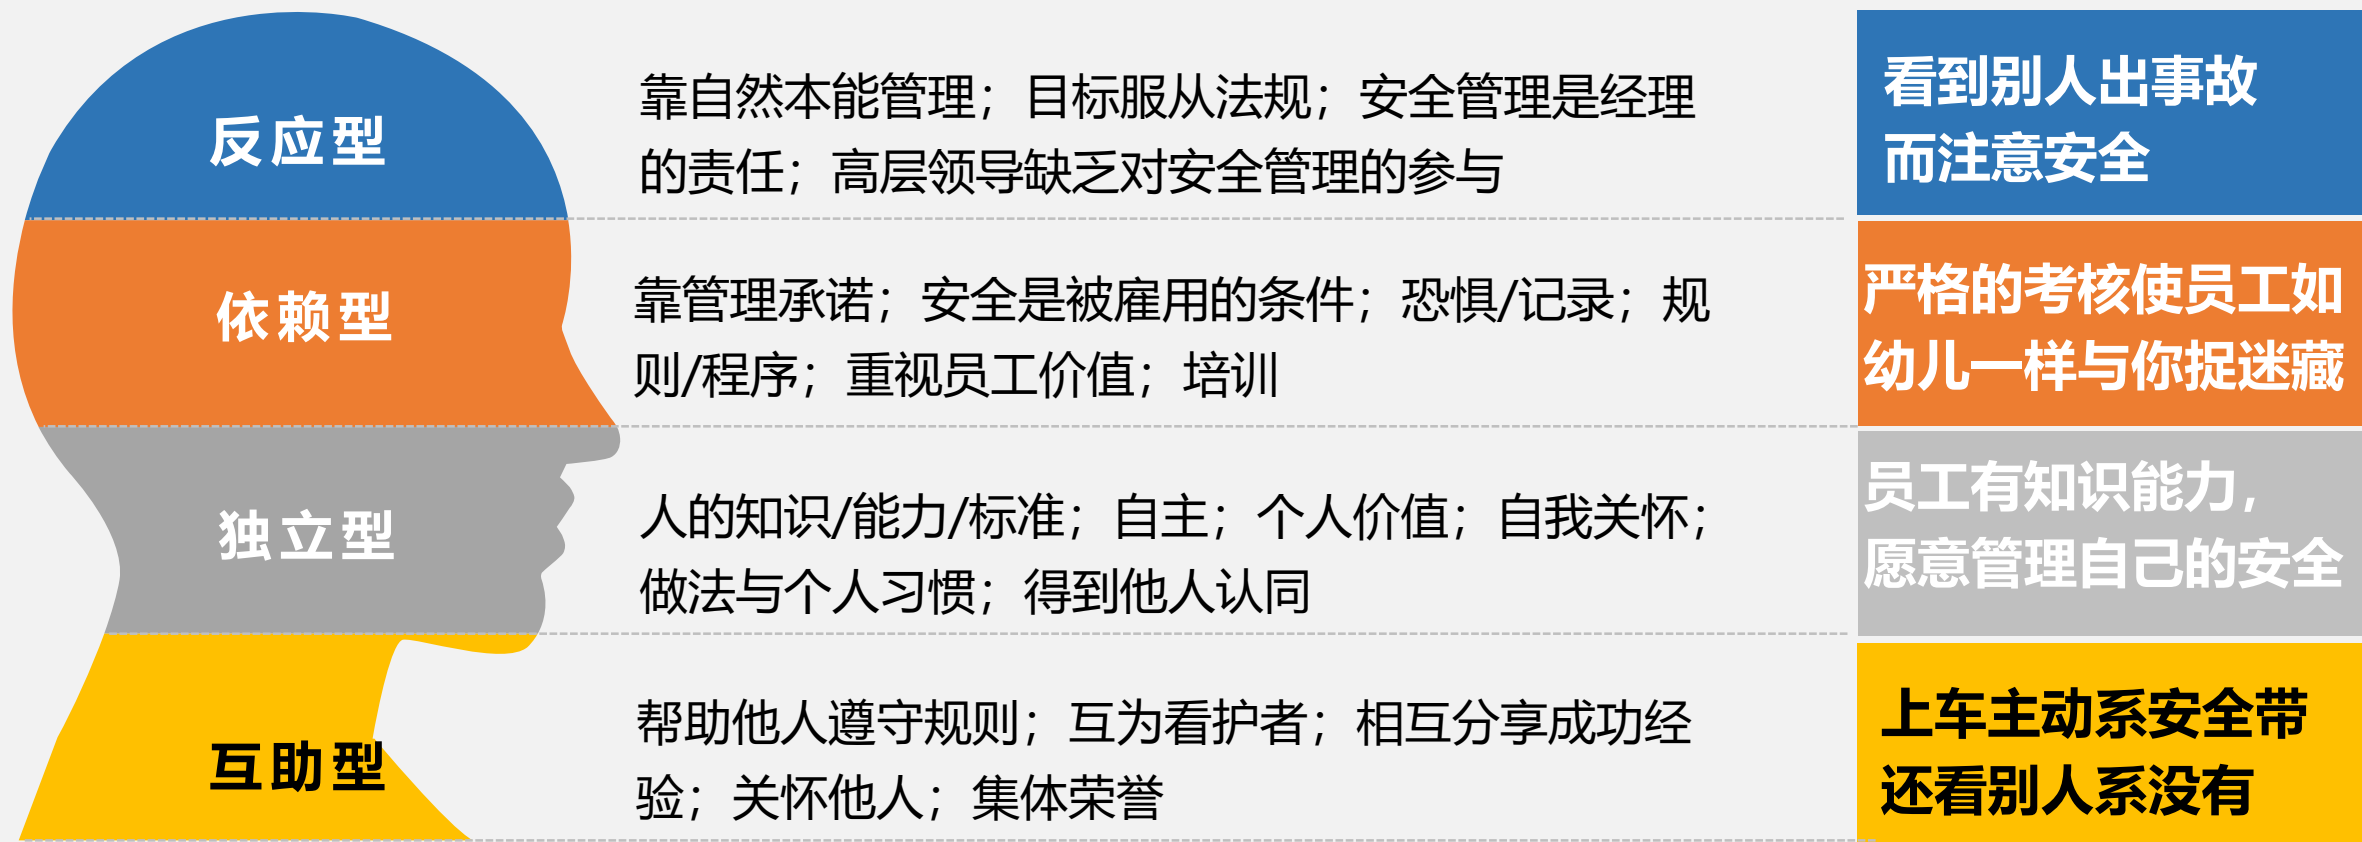 反应型
靠自然本能管理；目标服从法规；安全管理是经理
的责任；高层领导缺乏对安全管理的参与
看到别人出事故
而注意安全
依赖型
靠管理承诺；安全是被雇用的条件；恐惧/记录；规
则/程序；重视员工价值；培训
严格的考核使员工如
幼儿一样与你捉迷藏
独立型
人的知识/能力/标准；自主；个人价值；自我关怀；
做法与个人习惯；得到他人认同
员工有知识能力，
愿意管理自己的安全
互助型
帮助他人遵守规则；互为看护者；相互分享成功经
验；关怀他人；集体荣誉
上车主动系安全带
还看别人系没有